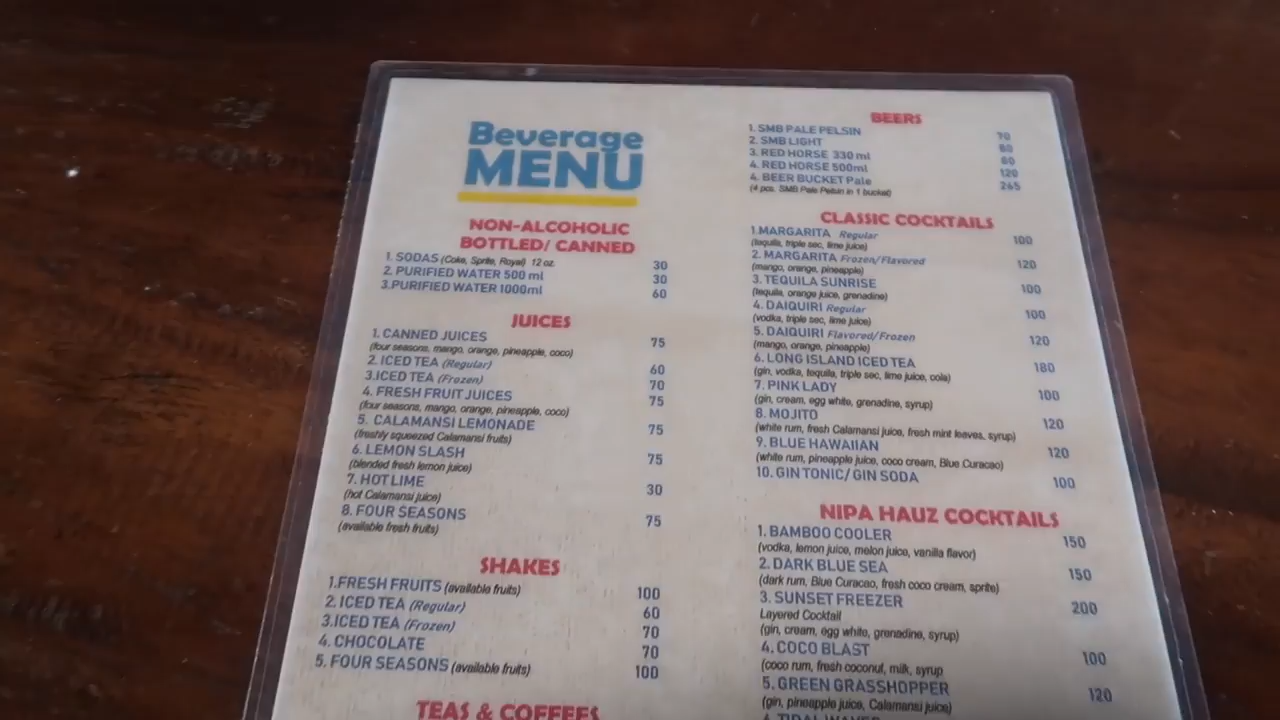 Beverage
MENU
NON-ALCOHOLIC
BOTTLED/ CANNED
1. SODAS (Coke, Sprite, Royal) 12 oz. 30
2. PURIFIED WATER 500 ml 30
3.PURIFIED WATER 1000ml 60
JUICES
1. CANNED JUICES 75
(four seasons, mango, orange, pineapple, coco)
2. ICED TEA (Regular) 60
3.ICED TEA (Frozen) 70
4. FRESH FRUIT JUICES 75
(four seasons, mango, orange, pineapple, coco)
5. CALAMANSI LEMONADE 75
(freshly squeezed Calamansi fruits)
6. LEMON SLASH 75
(blended fresh lemon juice)
7. HOT LIME 30
(hot Calamansi juice)
8. FOUR SEASONS 75
(available fresh fruits)
SHAKES
1.FRESH FRUITS (available fruits) 100
2. ICED TEA (Regular) 60
3.ICED TEA (Frozen) 70
4. CHOCOLATE 70
5. FOUR SEASONS (available fruits) 100
TEAS & COFFEES
BEERS
1. SMB PALE PELSIN 70
2. SMB LIGHT 80
3. RED HORSE 330 ml 80
4. RED HORSE 500ml 120
4. BEER BUCKET Pale 265
(4 pcs. SMB Pale Pelsin in 1 bucket)
CLASSIC COCKTAILS
1.MARGARITA Regular 100
(tequila, triple sec, lime juice)
2. MARGARITA Frozen/Flavored 120
(mango, orange, pineapple)
3. TEQUILA SUNRISE 100
(tequila, orange juice, grenadine)
4. DAIQUIRI Regular 100
(vodka, triple sec, lime juice)
5. DAIQUIRI Flavored/Frozen 120
(mango, orange, pineapple)
6. LONG ISLAND ICED TEA 180
(gin, vodka, tequila, triple sec, lime juice, cola)
7. PINK LADY 100
(gin, cream, egg white, grenadine, syrup)
8. MOJITO 120
(white rum, fresh Calamansi juice, fresh mint leaves, syrup)
9. BLUE HAWAIIAN 120
(white rum, pineapple juice, coco cream, Blue Curacao)
10. GIN TONIC/ GIN SODA 100
NIPA HAUZ COCKTAILS
1. BAMBOO COOLER 150
(vodka, lemon juice, melon juice, vanilla flavor)
2. DARK BLUE SEA 150
(dark rum, Blue Curacao, fresh coco cream, sprite)
3. SUNSET FREEZER 200
Layered Cocktail
(gin, cream, egg white, grenadine, syrup)
4. COCO BLAST 100
(coco rum, fresh coconut, milk, syrup
5. GREEN GRASSHOPPER 120
(gin, pineapple juice, Calamansi juice)